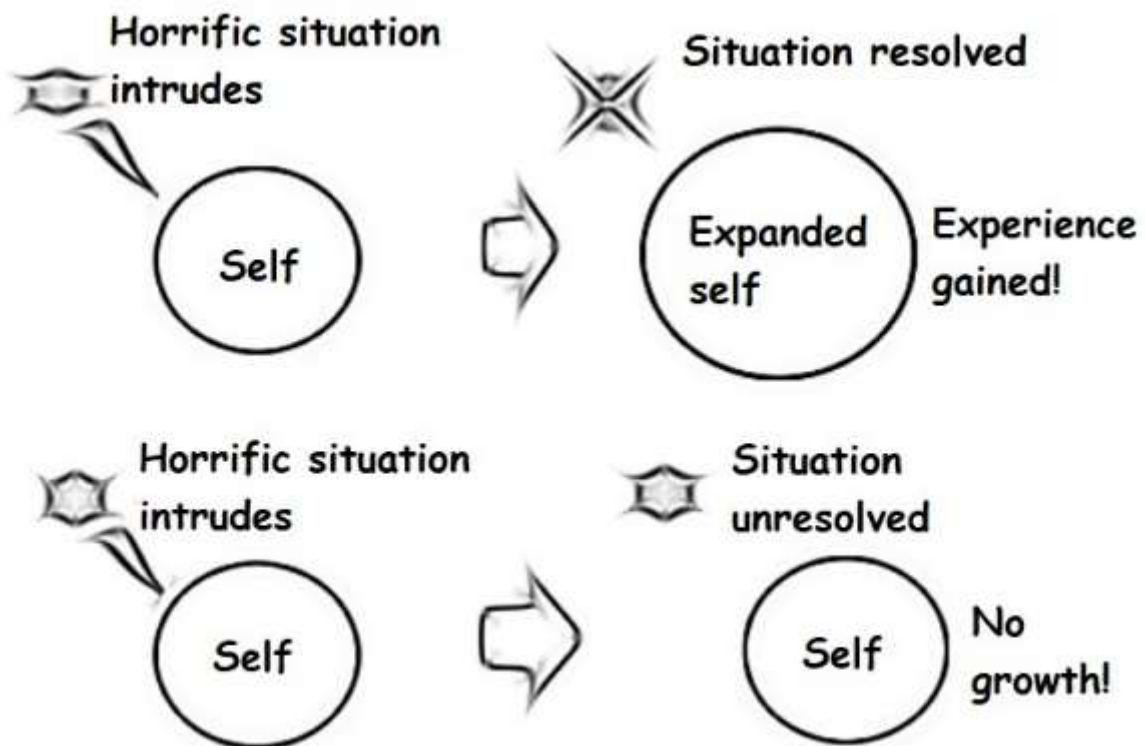 Horrific situation
intrudes
Situation resolved
Self
Expanded
self
Experience
gained!
Horrific situation
intrudes
Situation
unresolved
Self
Self
No
growth!